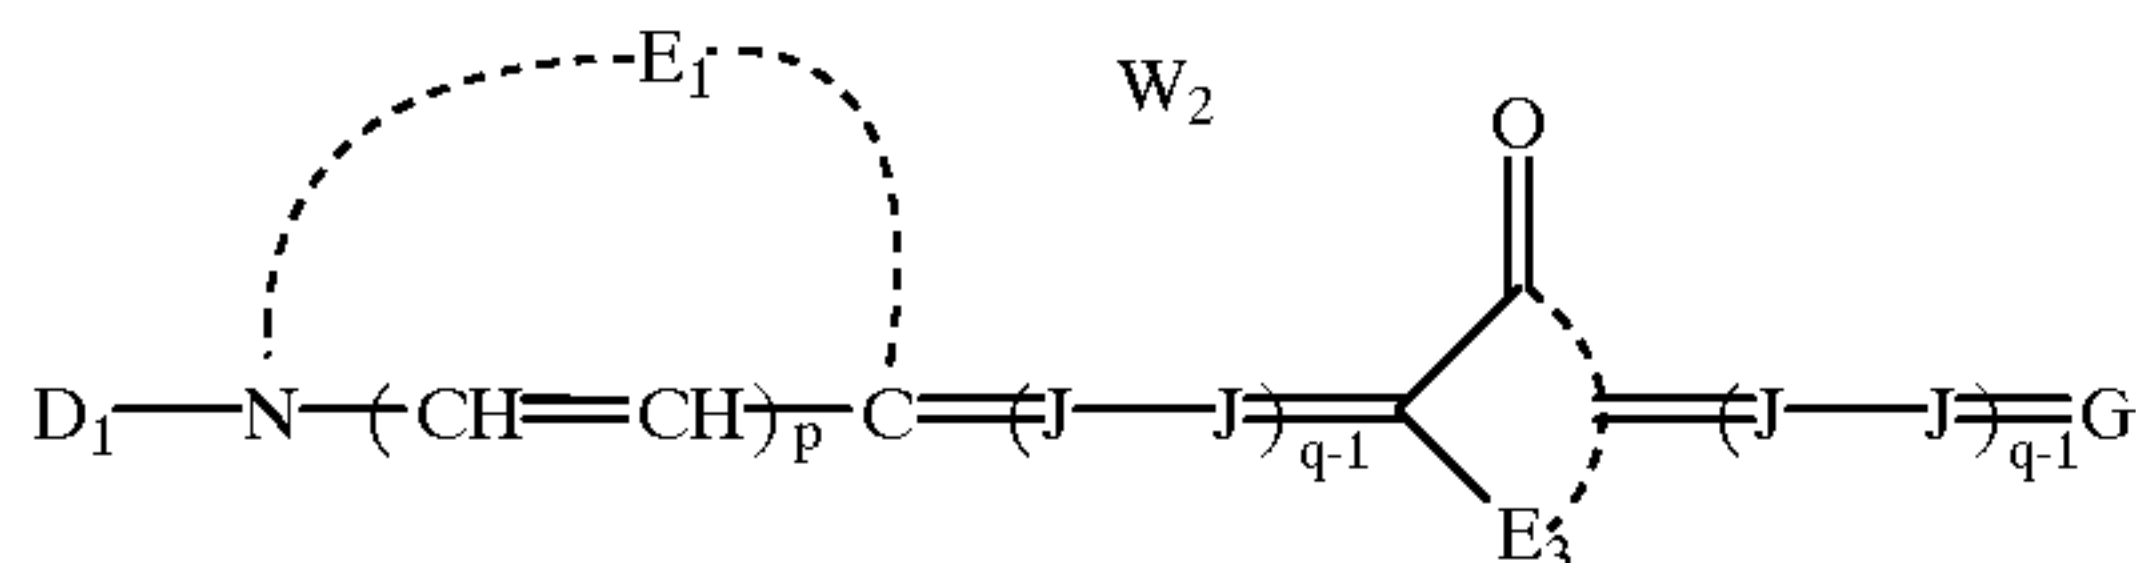 E₁ W₂
O
D₁—N—(CH=CH)ₚ—C=(J—J)q-1= =(J—J)q-1=G
E₃